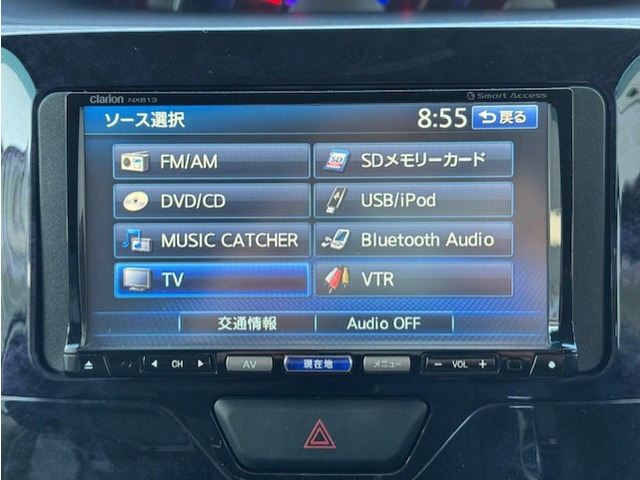 Clarion NX613
Smart Access
ソース選択
8:55
戻る
FM/AM
SD
SDメモリーカード
DVD/CD
USB/iPod
MUSIC CATCHER
Bluetooth Audio
TV
VTR
交通情報
Audio OFF
CH
AV
現在地
メニュー
− VOL +